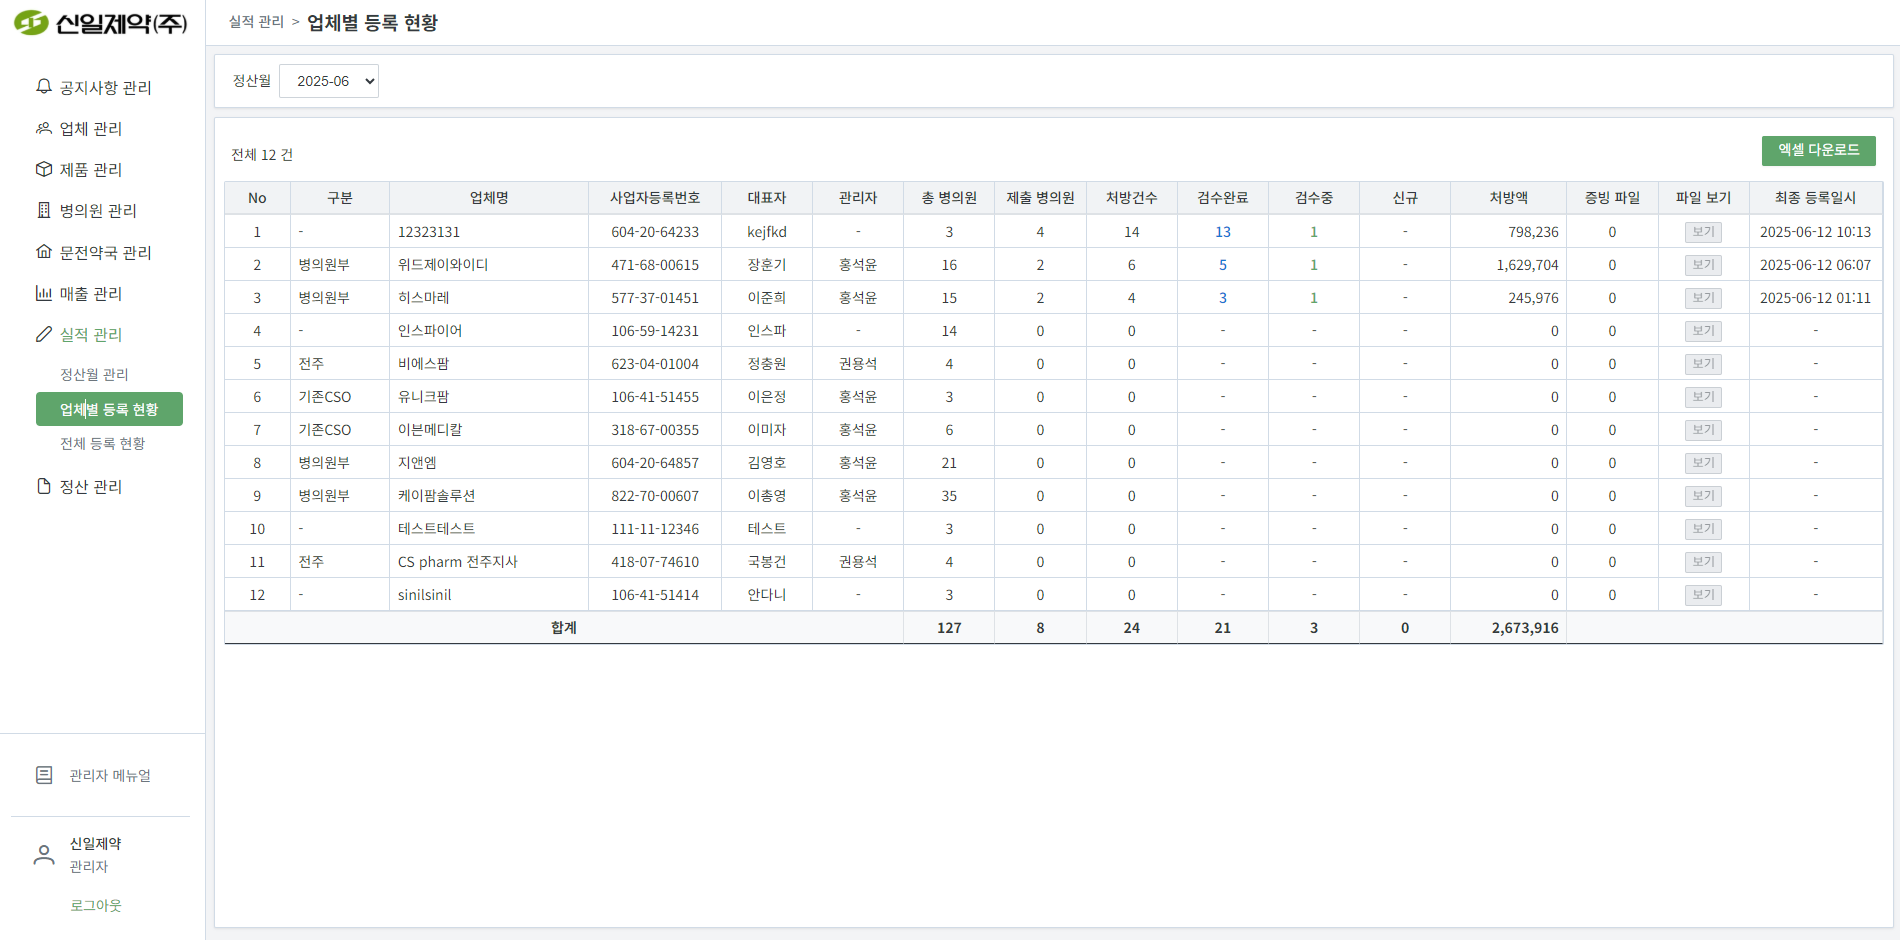 신일제약(주)
실적 관리 > 업체별 등록 현황
공지사항 관리
업체 관리
제품 관리
병의원 관리
문전약국 관리
매출 관리
실적 관리
정산월 관리
업체별 등록 현황
전체 등록 현황
정산 관리
관리자 메뉴얼
신일제약
관리자
로그아웃
정산월 2025-06
전체 12 건
엑셀 다운로드
No 구분 업체명 사업자등록번호 대표자 관리자 총 병의원 제출 병의원 처방건수 검수완료 검수중 신규 처방액 증빙 파일 파일 보기 최종 등록일시
1 - 12323131 604-20-64233 kejfkd - 3 4 14 13 1 - 798,236 0 보기 2025-06-12 10:13
2 병의원부 위드제이와이디 471-68-00615 장훈기 홍석윤 16 2 6 5 1 - 1,629,704 0 보기 2025-06-12 06:07
3 병의원부 히스마레 577-37-01451 이준희 홍석윤 15 2 4 3 1 - 245,976 0 보기 2025-06-12 01:11
4 - 인스파이어 106-59-14231 인스파 - 14 0 0 - - - 0 0 보기 -
5 전주 비에스팜 623-04-01004 정충원 권용석 4 0 0 - - - 0 0 보기 -
6 기존CSO 유니크팜 106-41-51455 이은정 홍석윤 3 0 0 - - - 0 0 보기 -
7 기존CSO 이븐메디칼 318-67-00355 이미자 홍석윤 6 0 0 - - - 0 0 보기 -
8 병의원부 지앤엠 604-20-64857 김영호 홍석윤 21 0 0 - - - 0 0 보기 -
9 병의원부 케이팜솔루션 822-70-00607 이총영 홍석윤 35 0 0 - - - 0 0 보기 -
10 - 테스트테스트 111-11-12346 테스트 - 3 0 0 - - - 0 0 보기 -
11 전주 CS pharm 전주지사 418-07-74610 국봉건 권용석 4 0 0 - - - 0 0 보기 -
12 - sinilsinil 106-41-51414 안다니 - 3 0 0 - - - 0 0 보기 -
합계 127 8 24 21 3 0 2,673,916